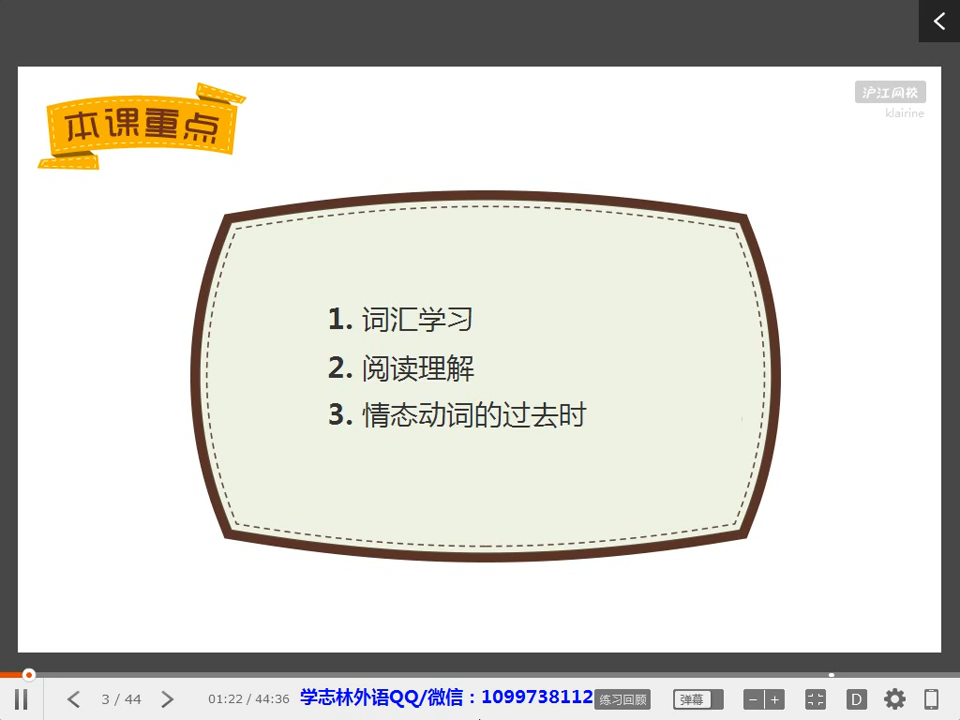 本课重点
沪江网校
klairine
1. 词汇学习
2. 阅读理解
3. 情态动词的过去时
3 / 44
01:22 / 44:36
学志林外语QQ/微信：1099738112
练习回顾
弹幕
D